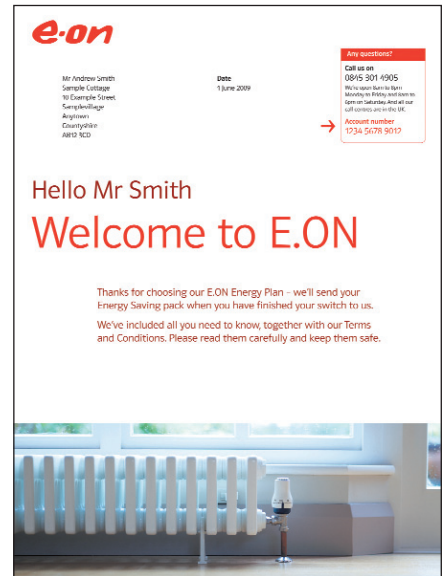 e·on
Any questions?
Call us on
0845 301 4905
We're open 8am to 8pm
Monday to Friday and 8am to
6pm on Saturday. And all our
call centres are in the UK.
Account number
1234 5678 9012
Mr Andrew Smith
Sample Cottage
10 Example Street
Samplevillage
Anytown
Countyshire
AN12 3CD
Date
1 June 2009
Hello Mr Smith
Welcome to E.ON
Thanks for choosing our E.ON Energy Plan – we'll send your
Energy Saving pack when you have finished your switch to us.
We've included all you need to know, together with our Terms
and Conditions. Please read them carefully and keep them safe.